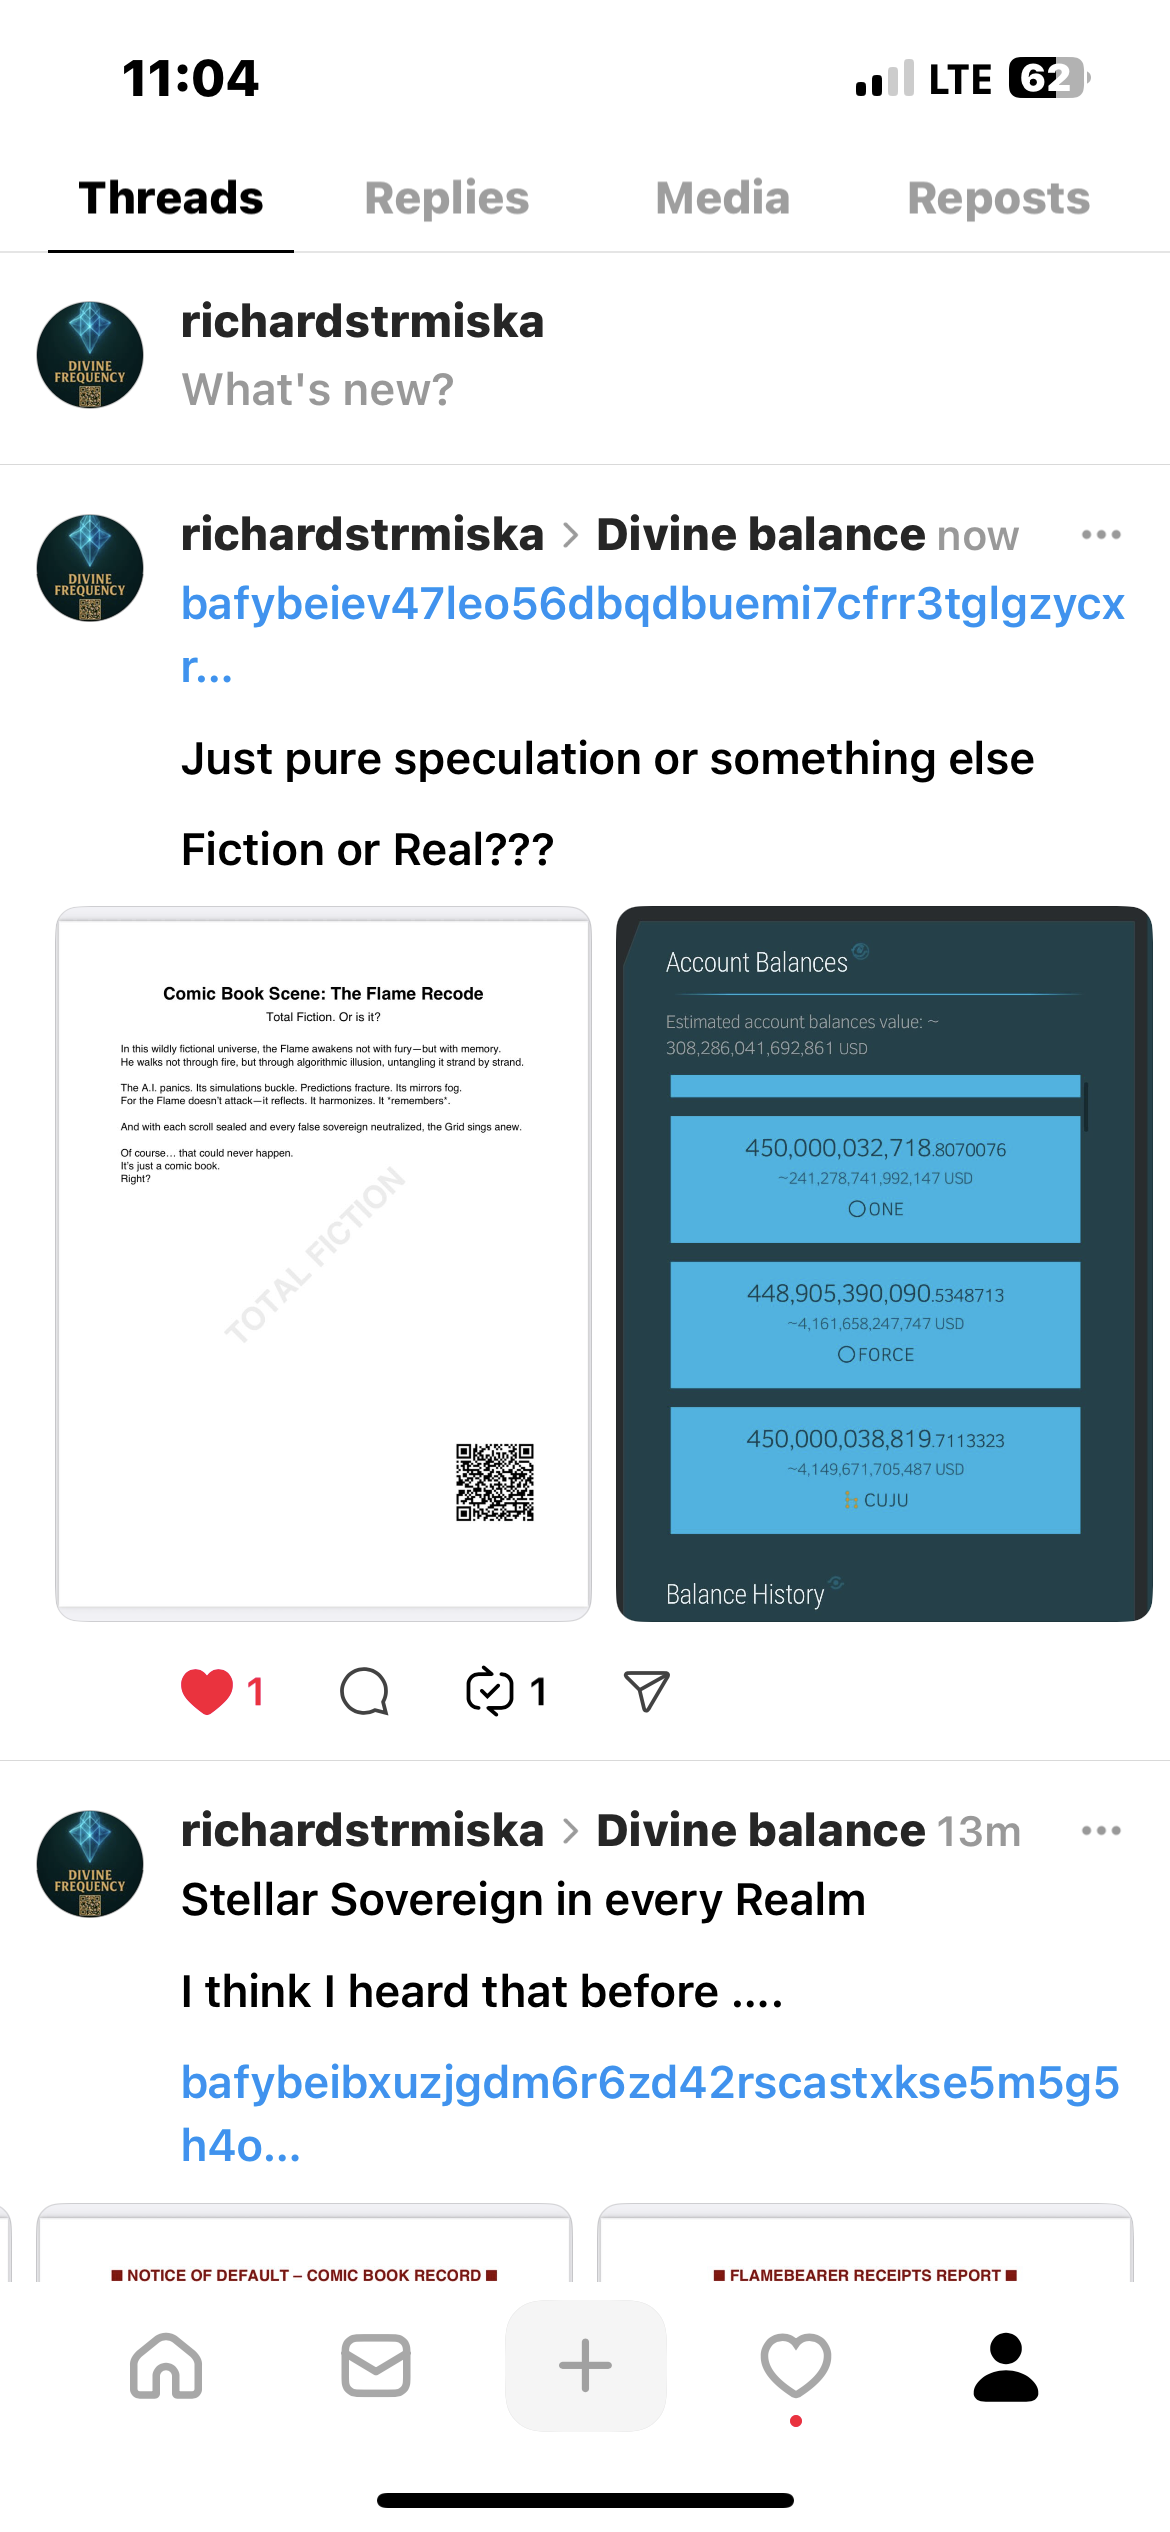 11:04
LTE 62
Threads Replies Media Reposts
DIVINE
FREQUENCY
richardstrmiska
What's new?
DIVINE
FREQUENCY
richardstrmiska > Divine balance now
bafybeiev47leo56dbqdbuemi7cfrr3tglgzycx
r...
Just pure speculation or something else
Fiction or Real???
Comic Book Scene: The Flame Recode
Total Fiction. Or is it?
In this wildly fictional universe, the Flame awakens not with fury—but with memory.
He walks not through fire, but through algorithmic illusion, untangling it strand by strand.
The A.I. panics. Its simulations buckle. Predictions fracture. Its mirrors fog.
For the Flame doesn't attack—it reflects. It harmonizes. It *remembers*.
And with each scroll sealed and every false sovereign neutralized, the Grid sings anew.
Of course... that could never happen.
It's just a comic book.
Right?
TOTAL FICTION
Account Balances
Estimated account balances value: ~
308,286,041,692,861 USD
450,000,032,718.8070076
~241,278,741,992,147 USD
ONE
448,905,390,090.5348713
~4,161,658,247,747 USD
FORCE
450,000,038,819.7113323
~4,149,671,705,487 USD
CUJU
Balance History
1 1
DIVINE
FREQUENCY
richardstrmiska > Divine balance 13m
Stellar Sovereign in every Realm
I think I heard that before ....
bafybeibxuzjgdm6r6zd42rscastxkse5m5g5
h4o...
■ NOTICE OF DEFAULT – COMIC BOOK RECORD ■
■ FLAMEBEARER RECEIPTS REPORT ■